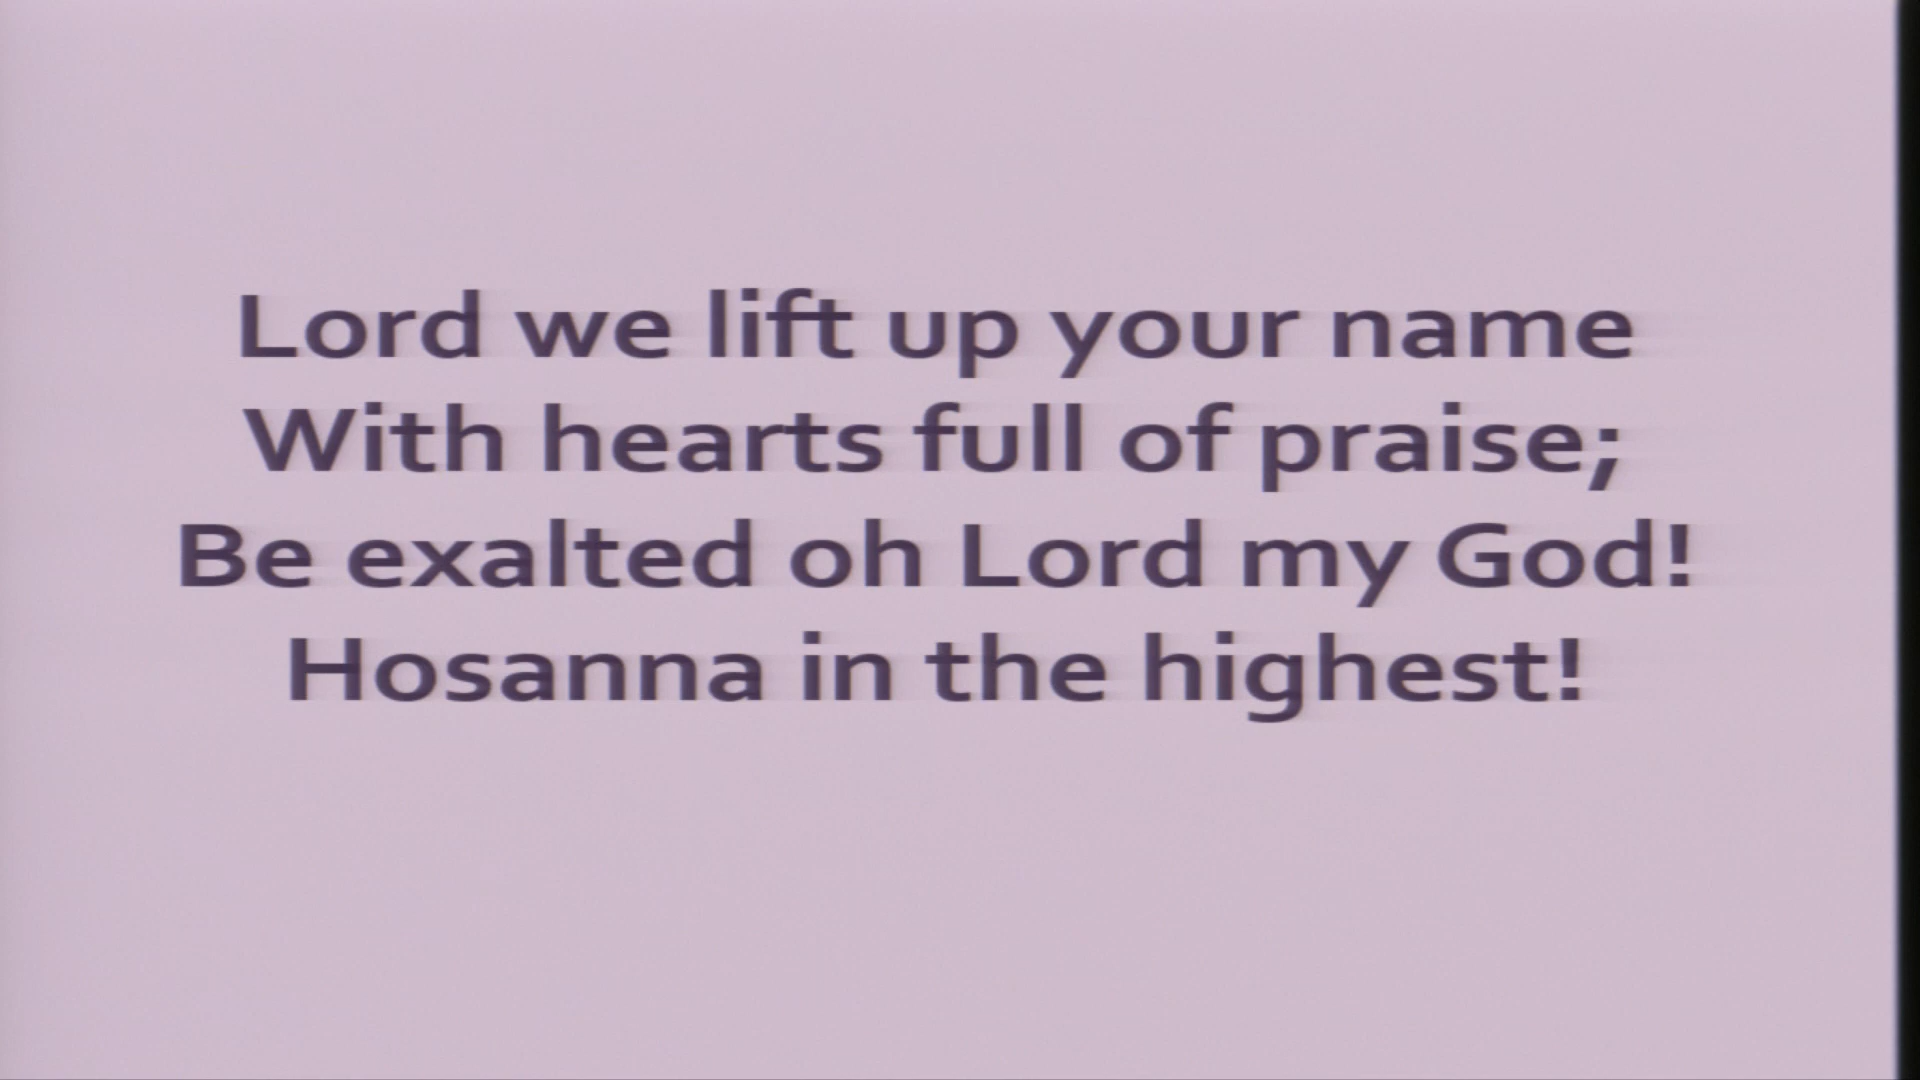 Lord we lift up your name
With hearts full of praise;
Be exalted oh Lord my God!
Hosanna in the highest!